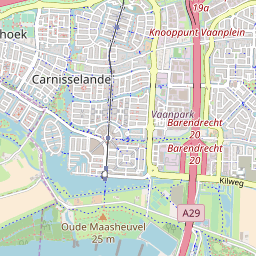 19a
Knooppunt Vaanplein
hoek
Carnisselande
Vaanpark
Barendrecht
20
Barendrecht
20
Kilweg
A29
Oude Maasheuvel
25 m